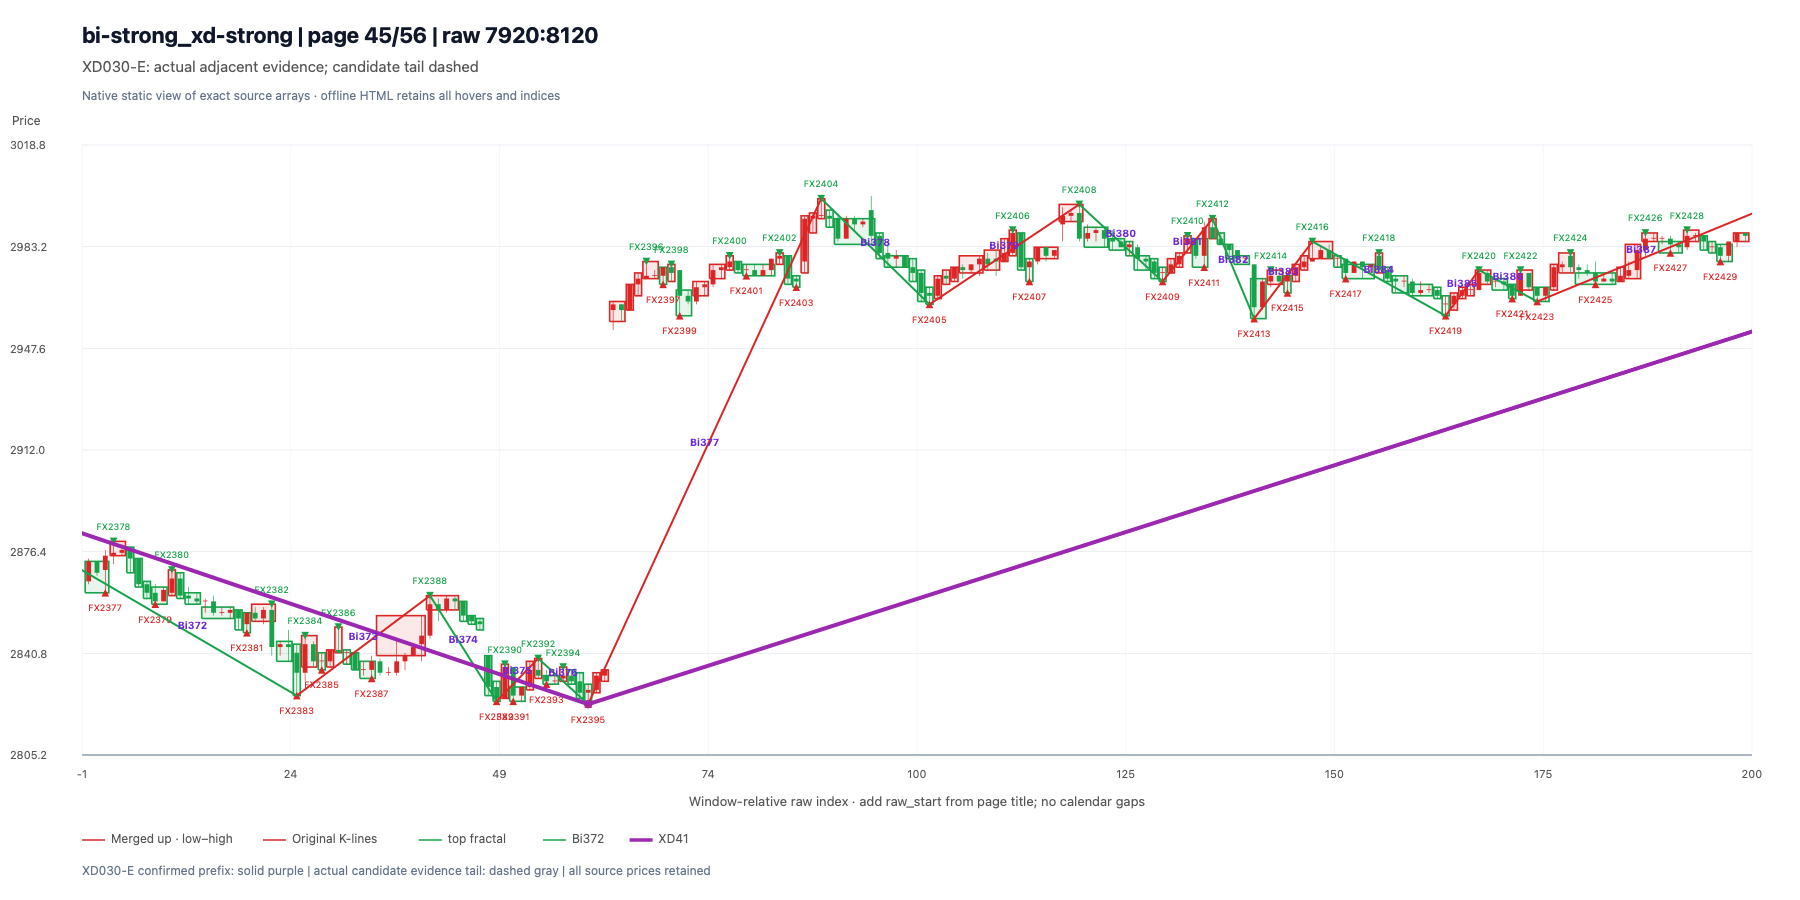 bi-strong_xd-strong | page 45/56 | raw 7920:8120
XD030-E: actual adjacent evidence; candidate tail dashed
Native static view of exact source arrays · offline HTML retains all hovers and indices
Price
3018.8
2983.2
2947.6
2912.0
2876.4
2840.8
2805.2
FX2404
FX2408
FX2412
FX2406
FX2410
FX2416
FX2426
FX2428
FX2396
FX2398
FX2400
FX2402
Bi378
Bi380
FX2414
FX2418
FX2424
Bi382
FX2420
FX2422
Bi387
FX2397
FX2401
FX2403
FX2399
FX2405
FX2407
FX2409
FX2411
FX2413
FX2415
FX2417
FX2419
FX2423
FX2425
FX2427
FX2429
Bi377
FX2378
FX2380
FX2377
FX2379
Bi372
FX2381
FX2382
FX2384
FX2386
FX2383
FX2385
FX2387
FX2388
Bi374
FX2390
FX2392
FX2394
FX2391
FX2393
FX2395
-1 24 49 74 100 125 150 175 200
Window-relative raw index · add raw_start from page title; no calendar gaps
Merged up · low–high Original K-lines top fractal Bi372 XD41
XD030-E confirmed prefix: solid purple | actual candidate evidence tail: dashed gray | all source prices retained